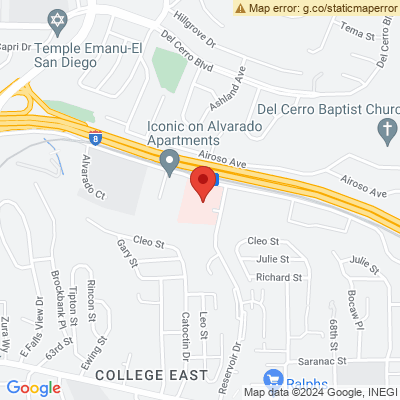 Map error: g.co/staticmaperror
Hillgrove Dr
Tema St
Capri Dr
Temple Emanu-El
San Diego
Del Cerro Blvd
Ashland Ave
Del Cerro Baptist Church
Iconic on Alvarado
Apartments
8
Airoso Ave
Airoso Ave
Alvarado Ct
Cleo St
Gary St
Cleo St
Julie St
Julie St
Richard St
Rincon St
Tipton St
Brockbank Pl
E Falls View Dr
Zura Wy
63rd St
Ewing St
Catoctin Dr
Leo St
Reservoir Dr
Bocaw Pl
68th St
Saranac St
COLLEGE EAST
Ralphs
Google
Map data ©2024 Google, INEGI